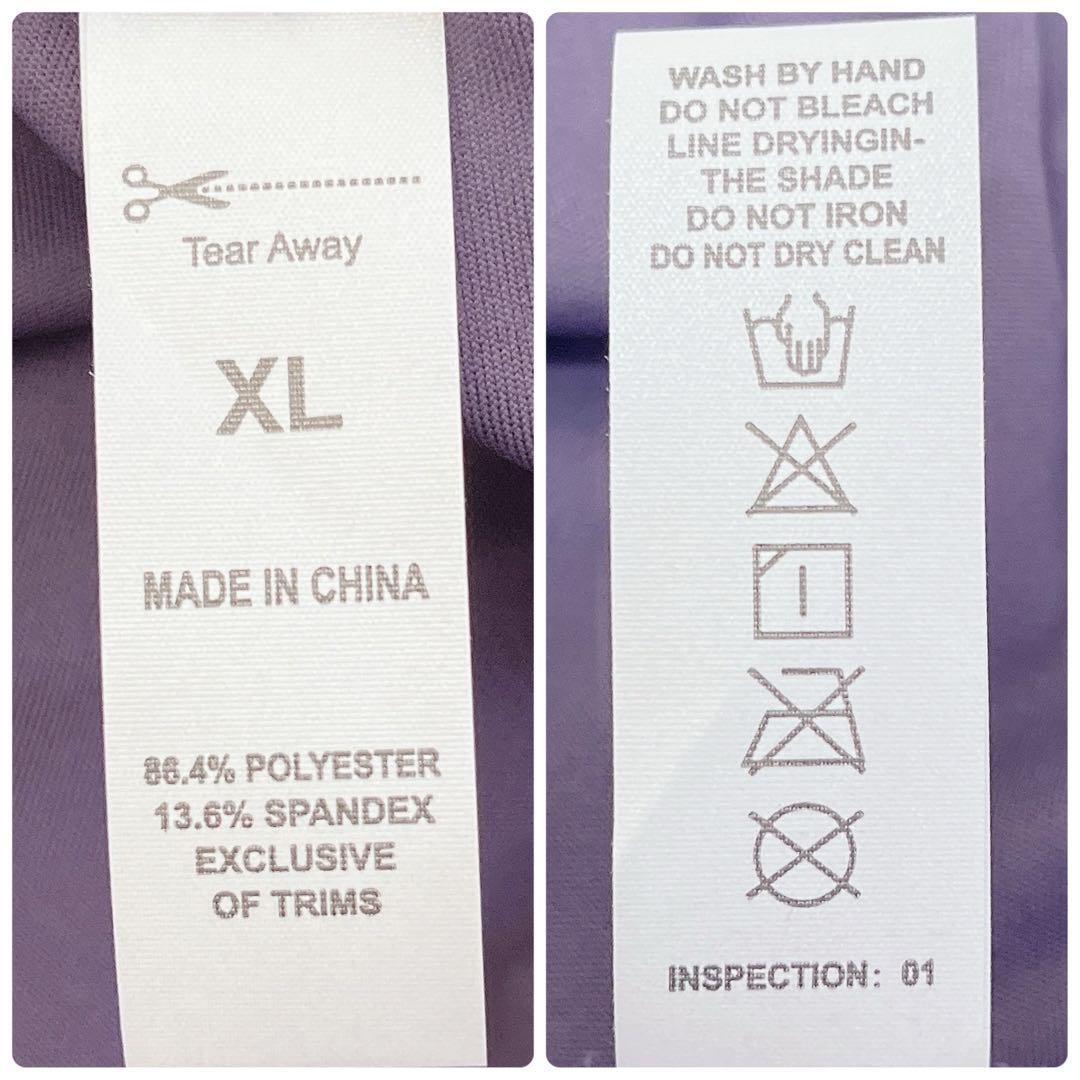 Tear Away
XL
MADE IN CHINA
86.4% POLYESTER
13.6% SPANDEX
EXCLUSIVE
OF TRIMS
WASH BY HAND
DO NOT BLEACH
LINE DRYINGIN-
THE SHADE
DO NOT IRON
DO NOT DRY CLEAN
INSPECTION: 01